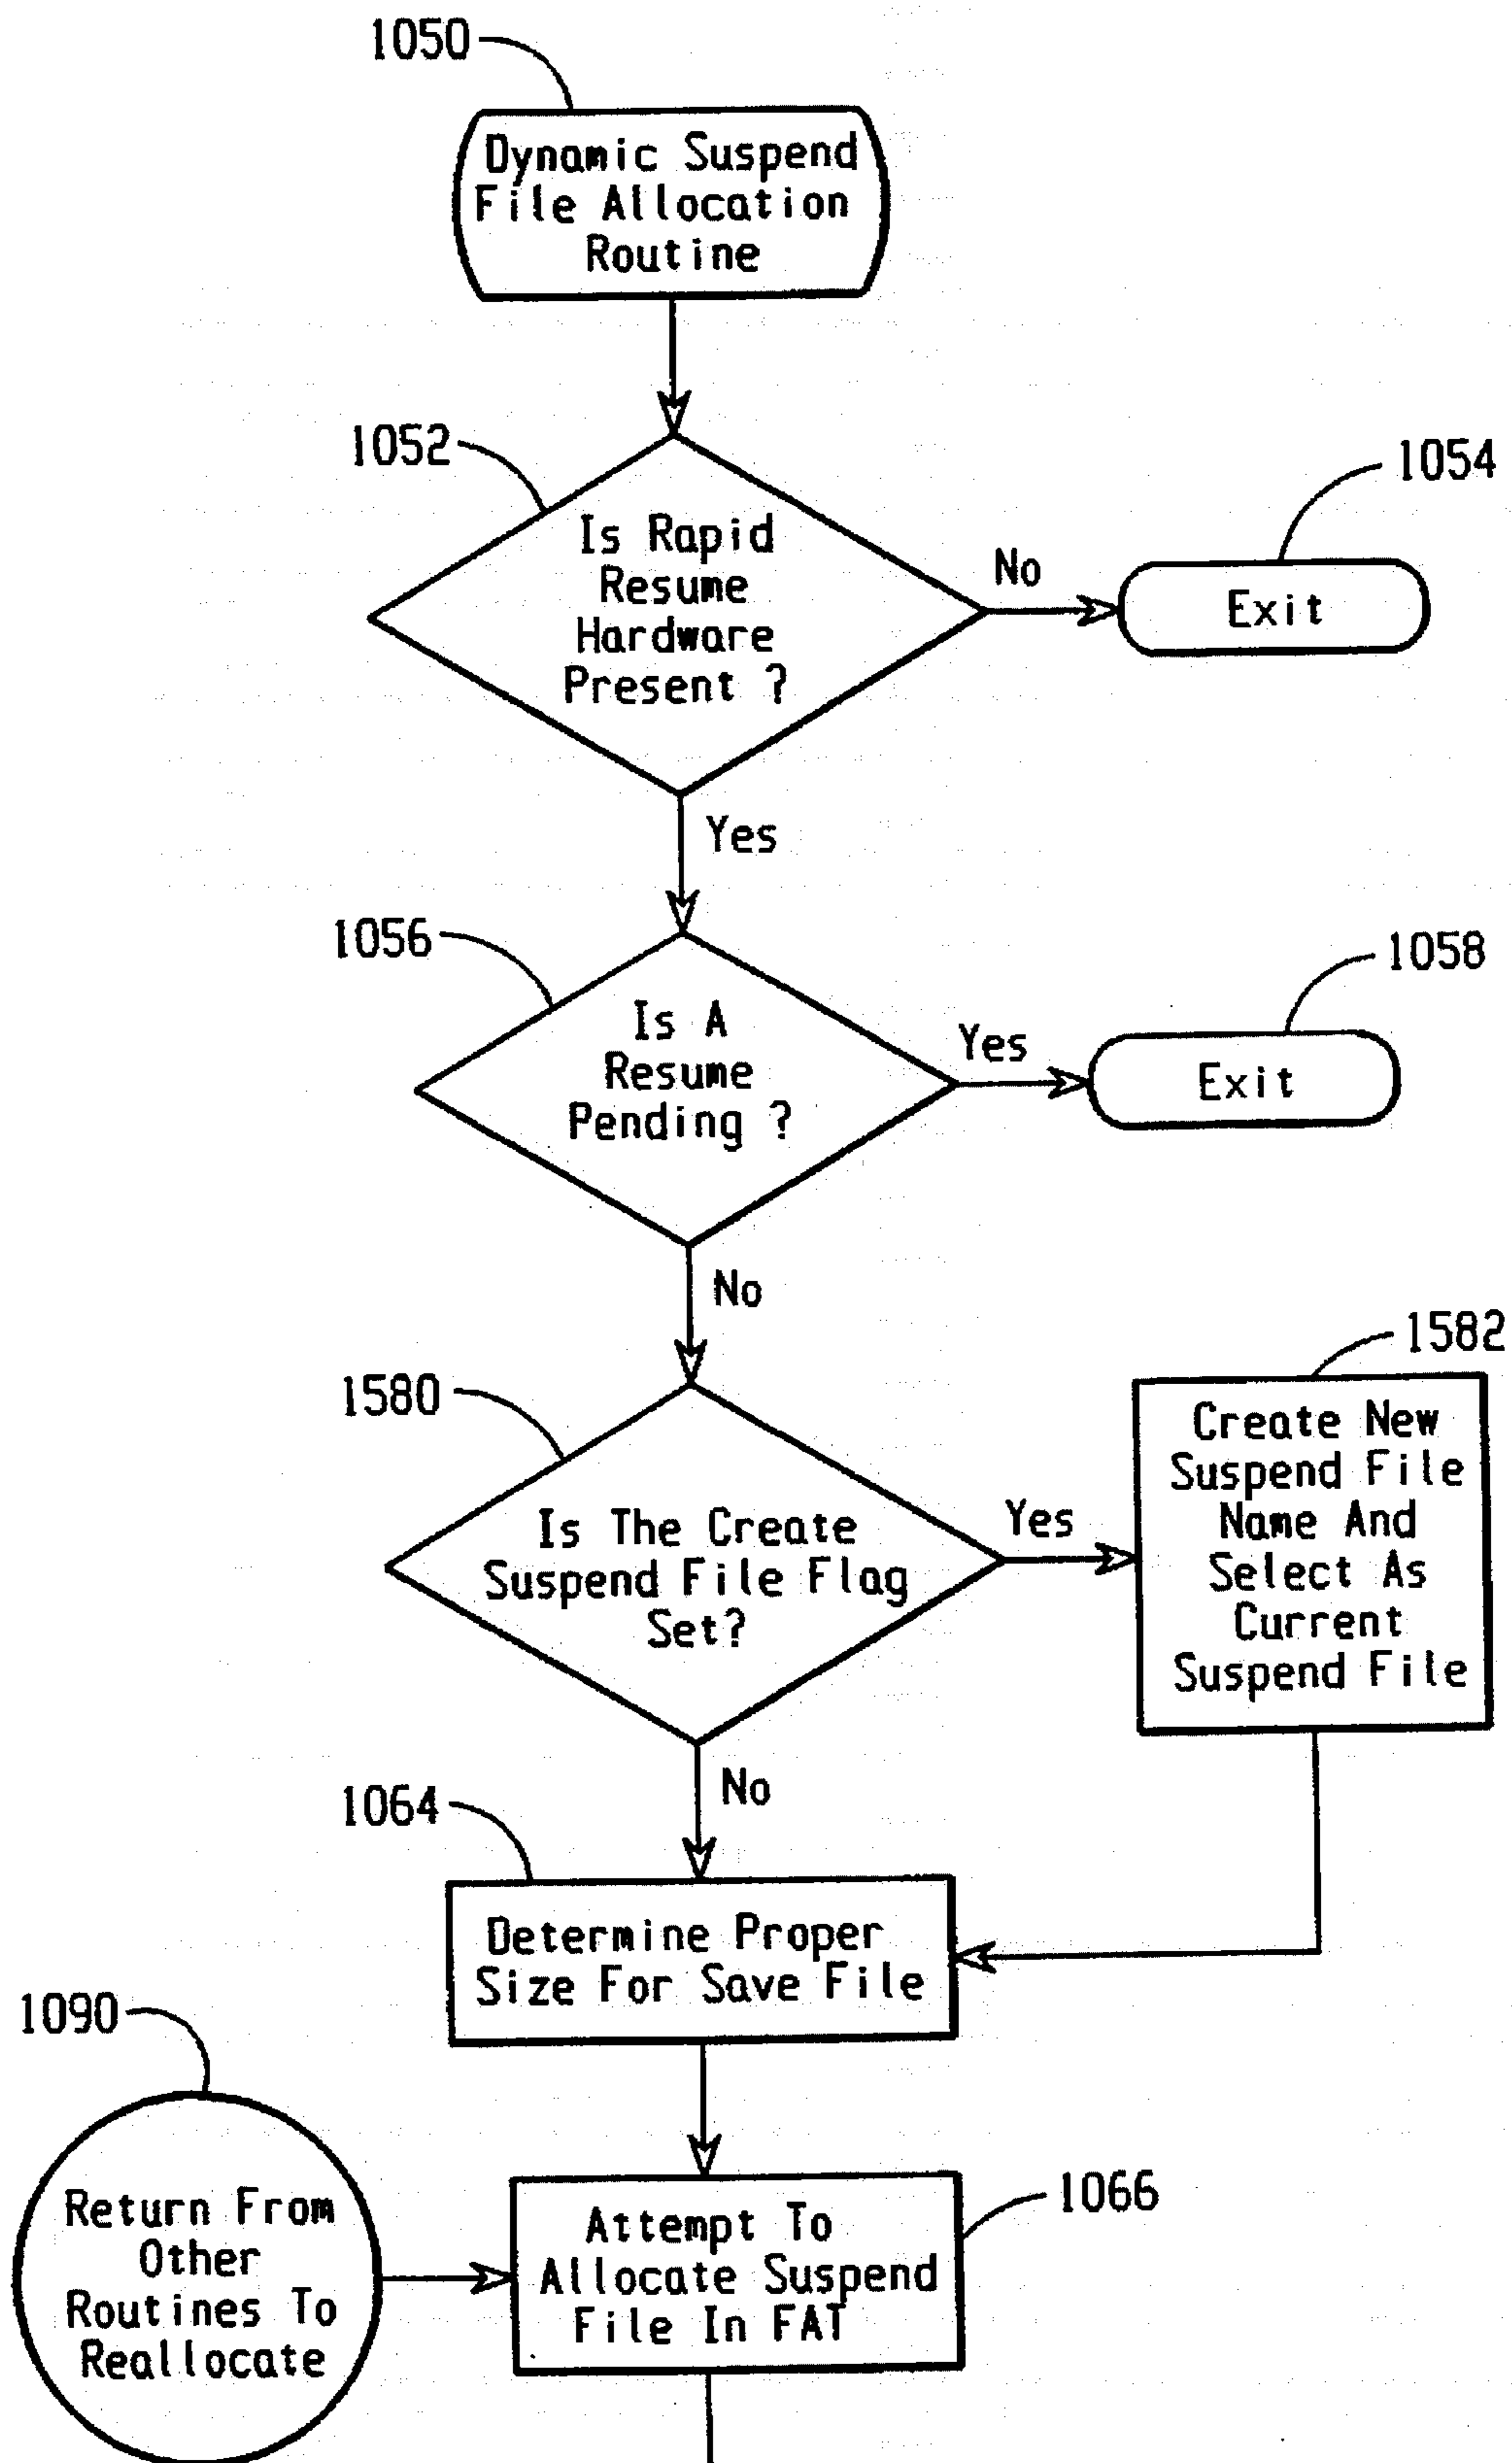 1050
Dynamic Suspend
File Allocation
Routine
1052
Is Rapid
Resume
Hardware
Present ?
No
1054
Exit
Yes
1056
Is A
Resume
Pending ?
Yes
1058
Exit
No
1580
Is The Create
Suspend File Flag
Set?
Yes
1582
Create New
Suspend File
Name And
Select As
Current
Suspend File
No
1064
Determine Proper
Size For Save File
1090
Return From
Other
Routines To
Reallocate
1066
Attempt To
Allocate Suspend
File In FAT